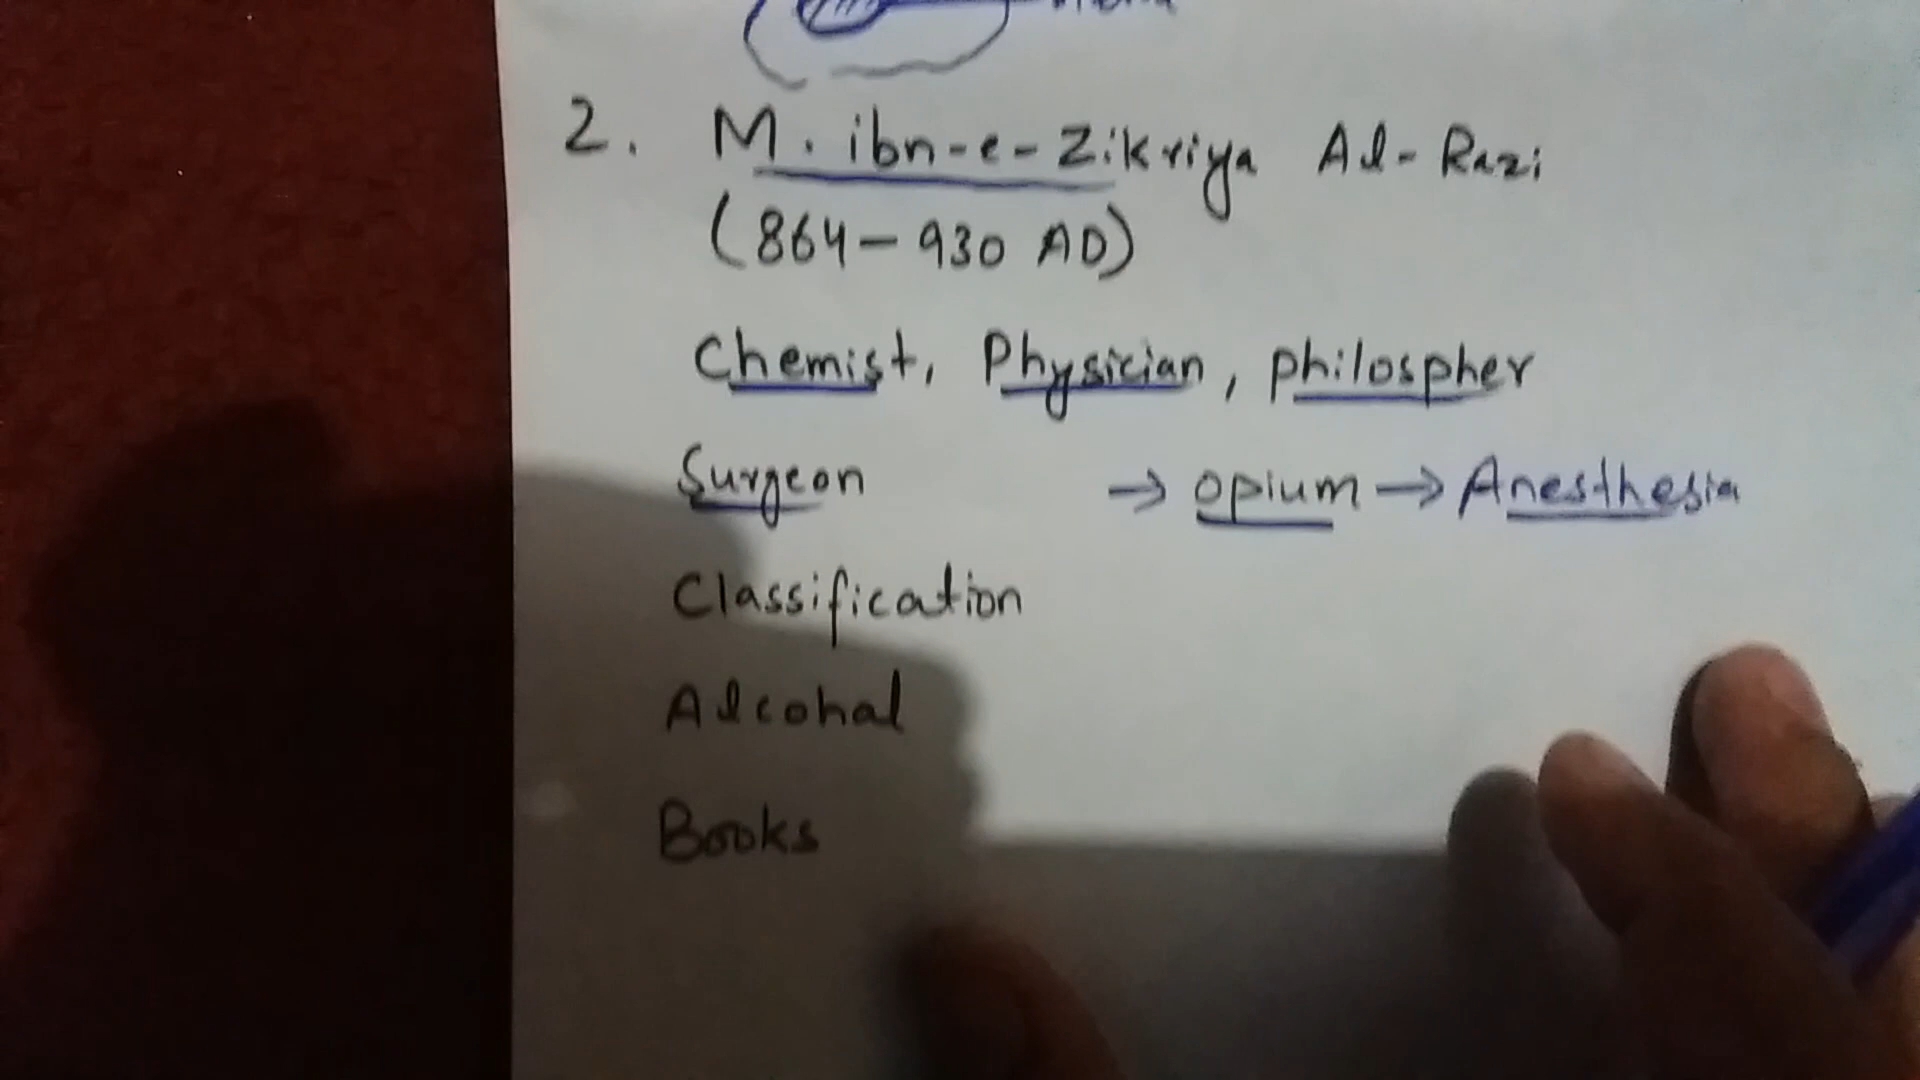 2. M. ibn-e-Zikriya Al-Razi
(864-930 AD)
Chemist, Physician, philospher
Surgeon → opium → Anesthesia
Classification
Alcohal
Books